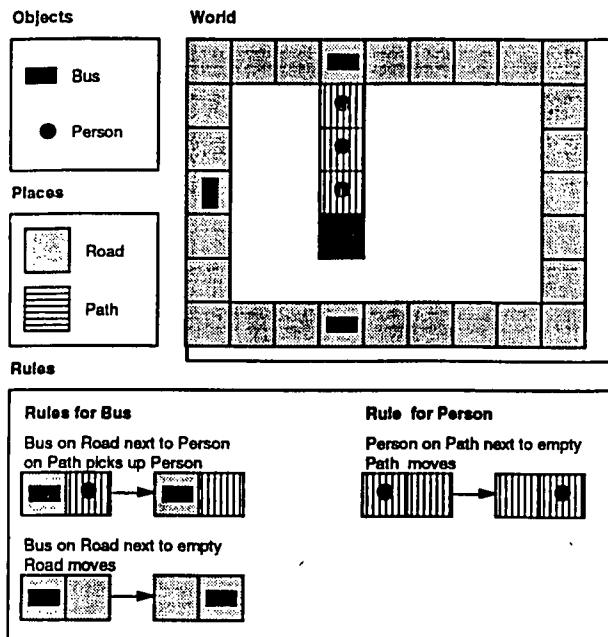 Objects
World
Bus
Person
Places
Road
Path
Rules
Rules for Bus
Bus on Road next to Person
on Path picks up Person
Bus on Road next to empty
Road moves
Rule for Person
Person on Path next to empty
Path moves